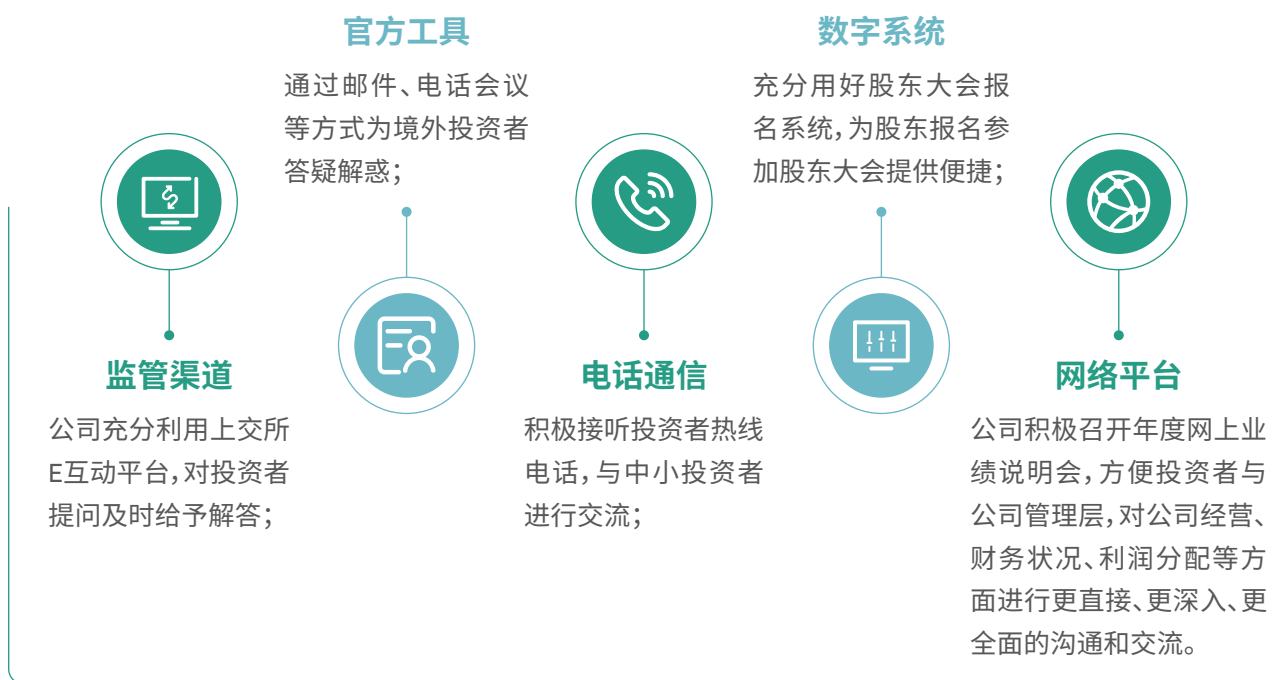 官方工具
通过邮件、电话会议
等方式为境外投资者
答疑解惑；
数字系统
充分用好股东大会报
名系统，为股东报名参
加股东大会提供便捷；
监管渠道
公司充分利用上交所
E互动平台，对投资者
提问及时给予解答；
电话通信
积极接听投资者热线
电话，与中小投资者
进行交流；
网络平台
公司积极召开年度网上业
绩说明会，方便投资者与
公司管理层，对公司经营、
财务状况、利润分配等方
面进行更直接、更深入、更
全面的沟通和交流。